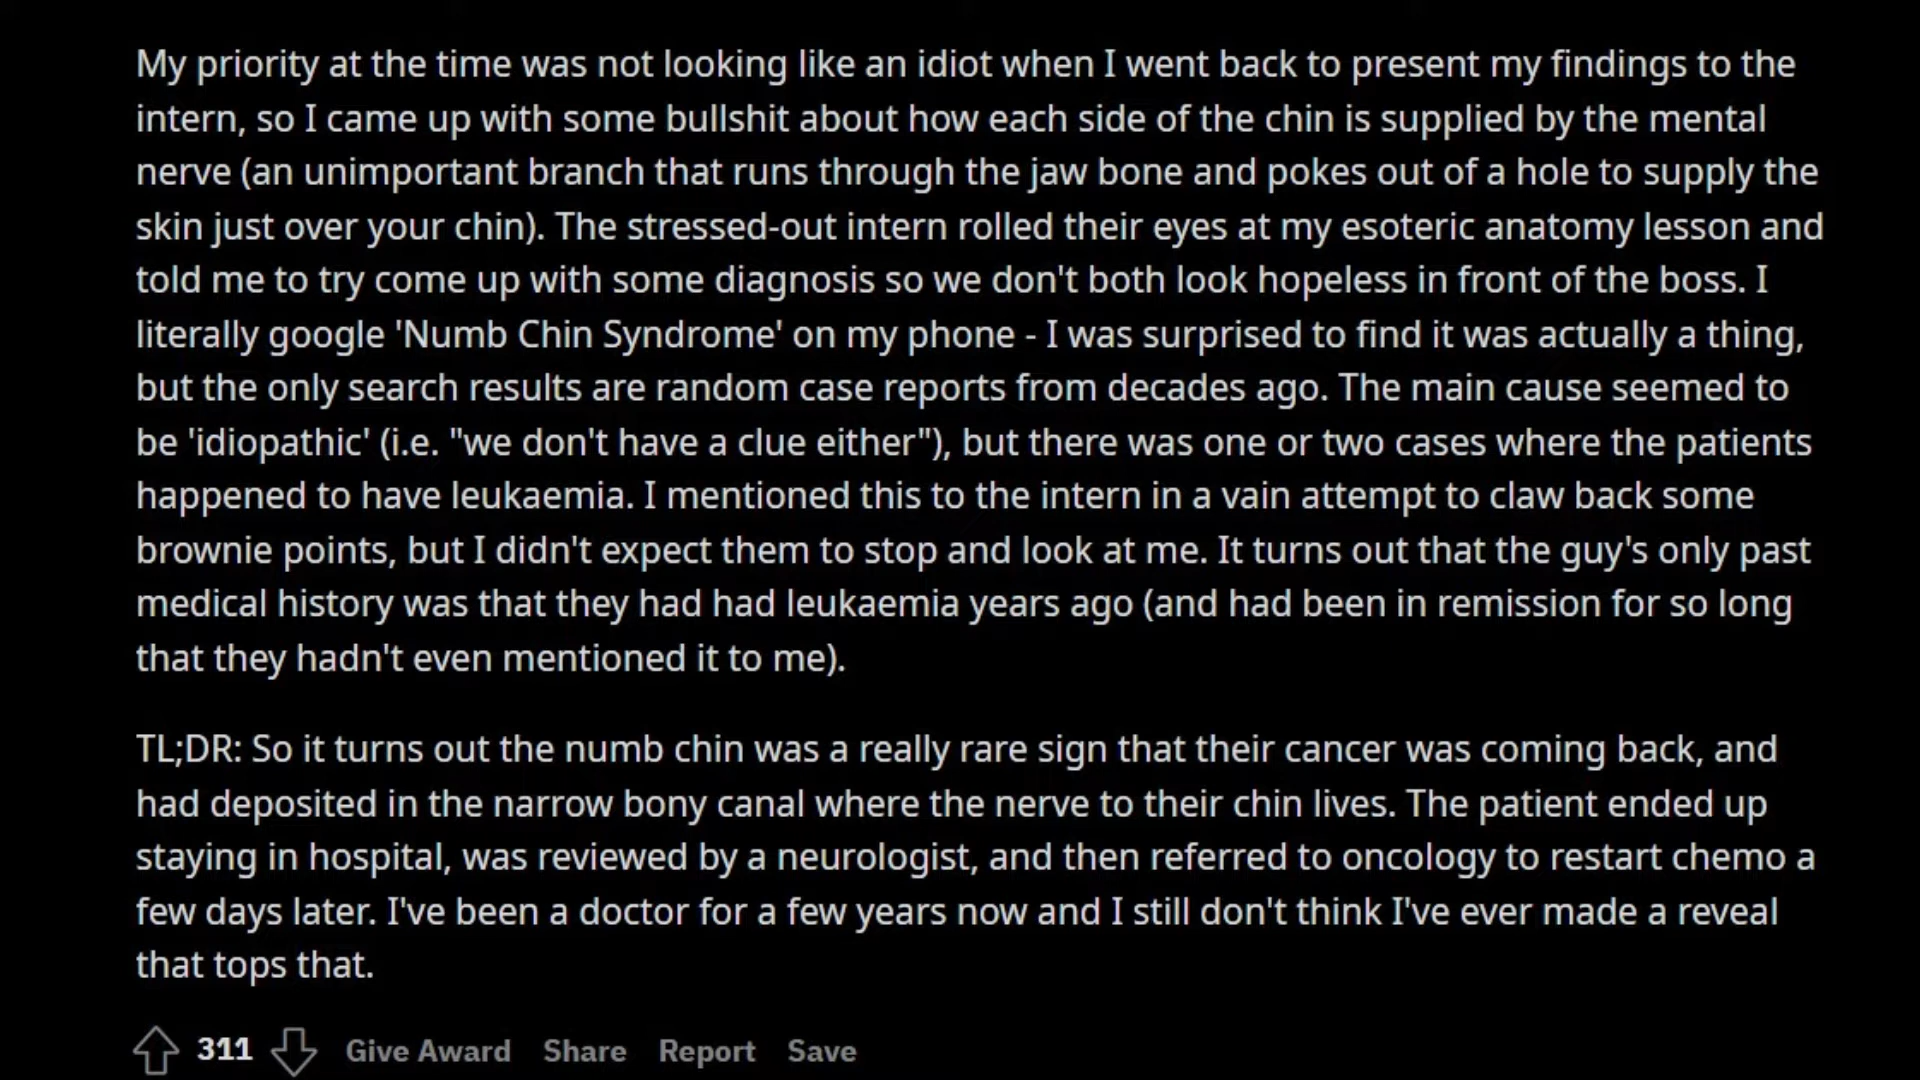 My priority at the time was not looking like an idiot when I went back to present my findings to the
intern, so I came up with some bullshit about how each side of the chin is supplied by the mental
nerve (an unimportant branch that runs through the jaw bone and pokes out of a hole to supply the
skin just over your chin). The stressed-out intern rolled their eyes at my esoteric anatomy lesson and
told me to try come up with some diagnosis so we don't both look hopeless in front of the boss. I
literally google 'Numb Chin Syndrome' on my phone - I was surprised to find it was actually a thing,
but the only search results are random case reports from decades ago. The main cause seemed to
be 'idiopathic' (i.e. "we don't have a clue either"), but there was one or two cases where the patients
happened to have leukaemia. I mentioned this to the intern in a vain attempt to claw back some
brownie points, but I didn't expect them to stop and look at me. It turns out that the guy's only past
medical history was that they had had leukaemia years ago (and had been in remission for so long
that they hadn't even mentioned it to me).
TL;DR: So it turns out the numb chin was a really rare sign that their cancer was coming back, and
had deposited in the narrow bony canal where the nerve to their chin lives. The patient ended up
staying in hospital, was reviewed by a neurologist, and then referred to oncology to restart chemo a
few days later. I've been a doctor for a few years now and I still don't think I've ever made a reveal
that tops that.
311 Give Award Share Report Save